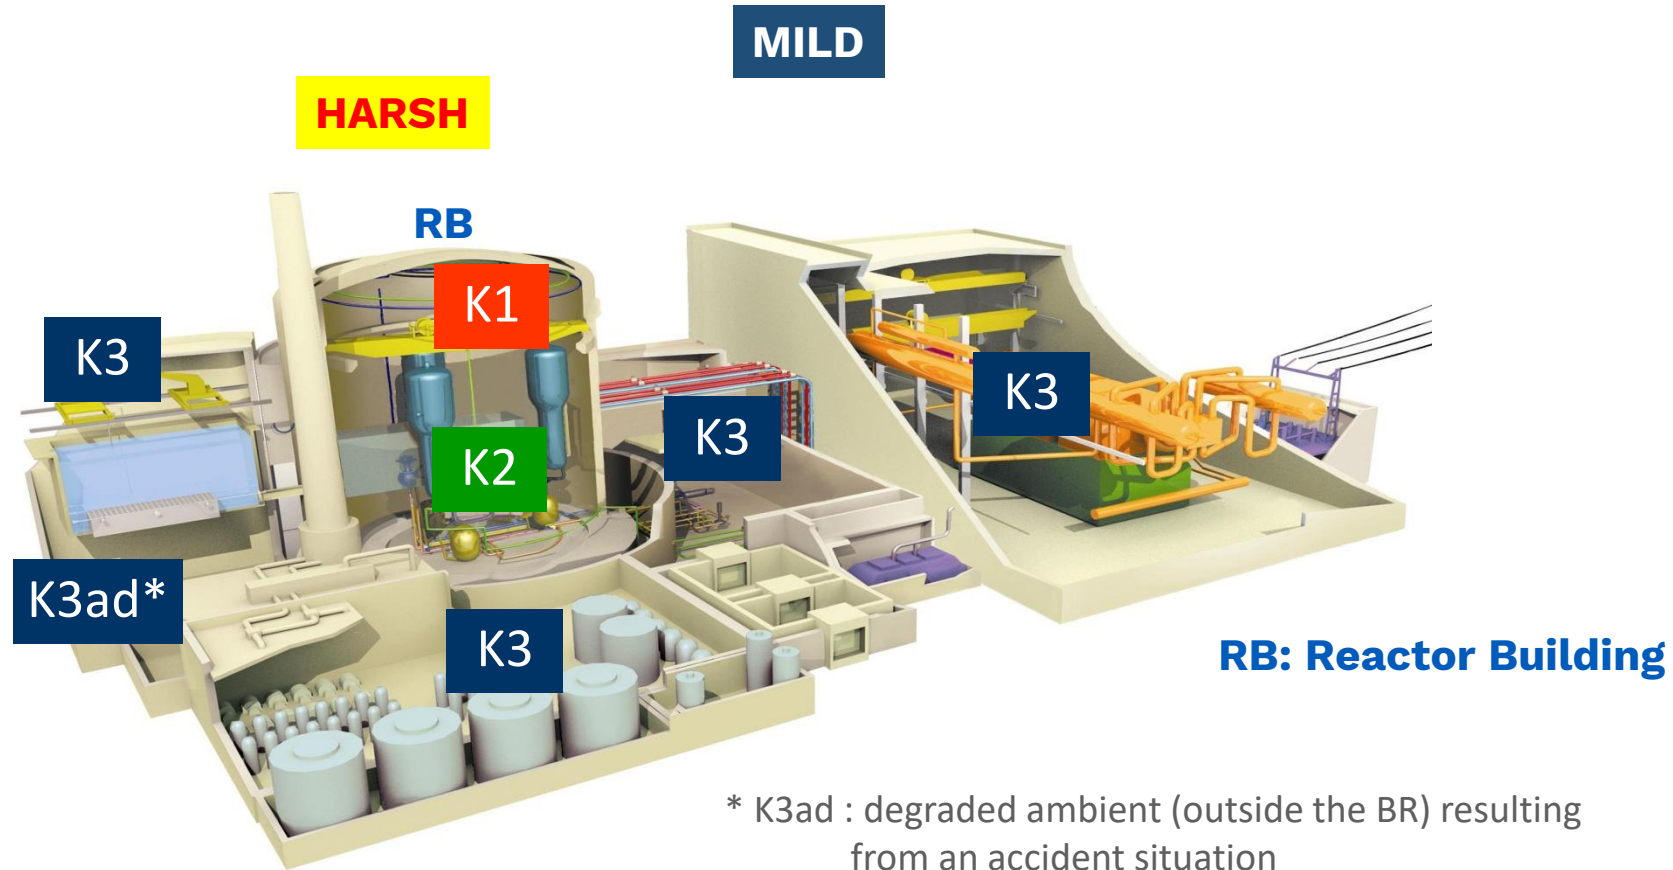 MILD
HARSH
RB
K1
K3
K3
K3
K2
K3ad*
K3
RB: Reactor Building
* K3ad : degraded ambient (outside the BR) resulting
from an accident situation